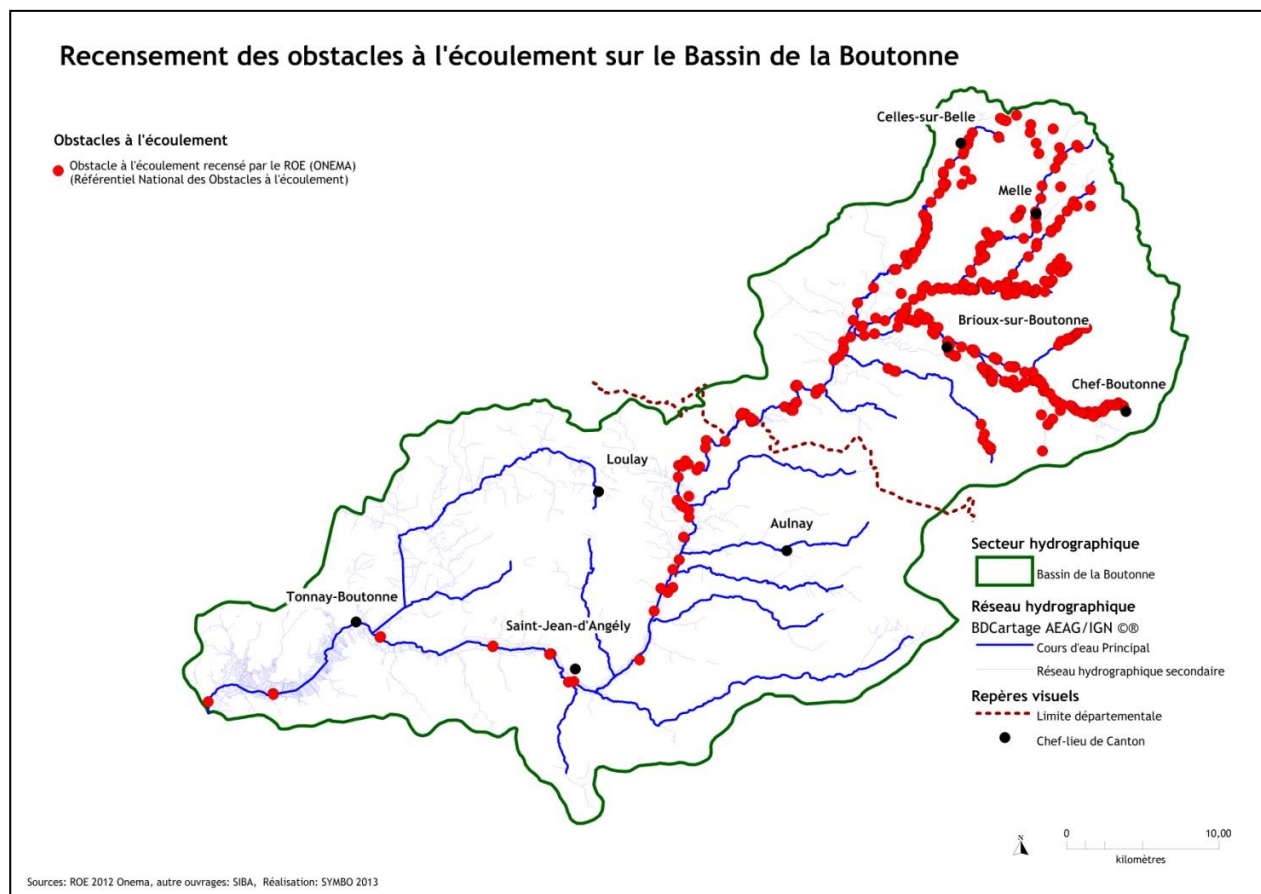 Recensement des obstacles à l'écoulement sur le Bassin de la Boutonne
Obstacles à l'écoulement
Obstacle à l'écoulement recensé par le ROE (ONEMA)
(Référentiel National des Obstacles à l'écoulement)
Celles-sur-Belle
Melle
Brioux-sur-Boutonne
Chef-Boutonne
Loulay
Aulnay
Tonnay-Boutonne
Saint-Jean-d'Angély
Secteur hydrographique
Bassin de la Boutonne
Réseau hydrographique
BDCartage AEAG/IGN ©®
Cours d'eau Principal
Réseau hydrographique secondaire
Repères visuels
Limite départementale
Chef-lieu de Canton
N
0 10,00
kilomètres
Sources: ROE 2012 Onema, autre ouvrages: SIBA, Réalisation: SYMBO 2013